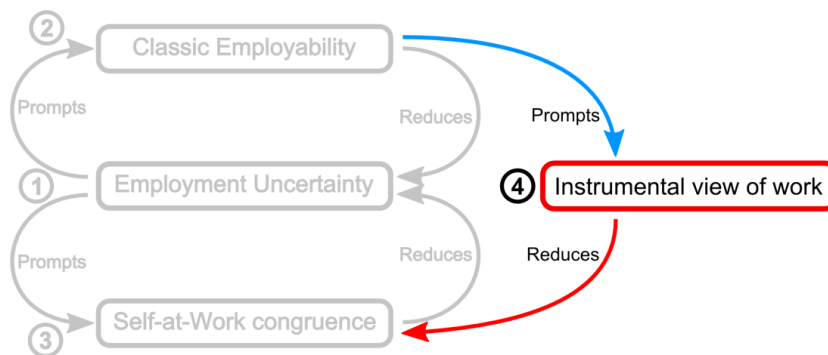 ② Classic Employability
Prompts
Reduces
Prompts
① Employment Uncertainty
④ Instrumental view of work
Prompts
Reduces
Reduces
③ Self-at-Work congruence